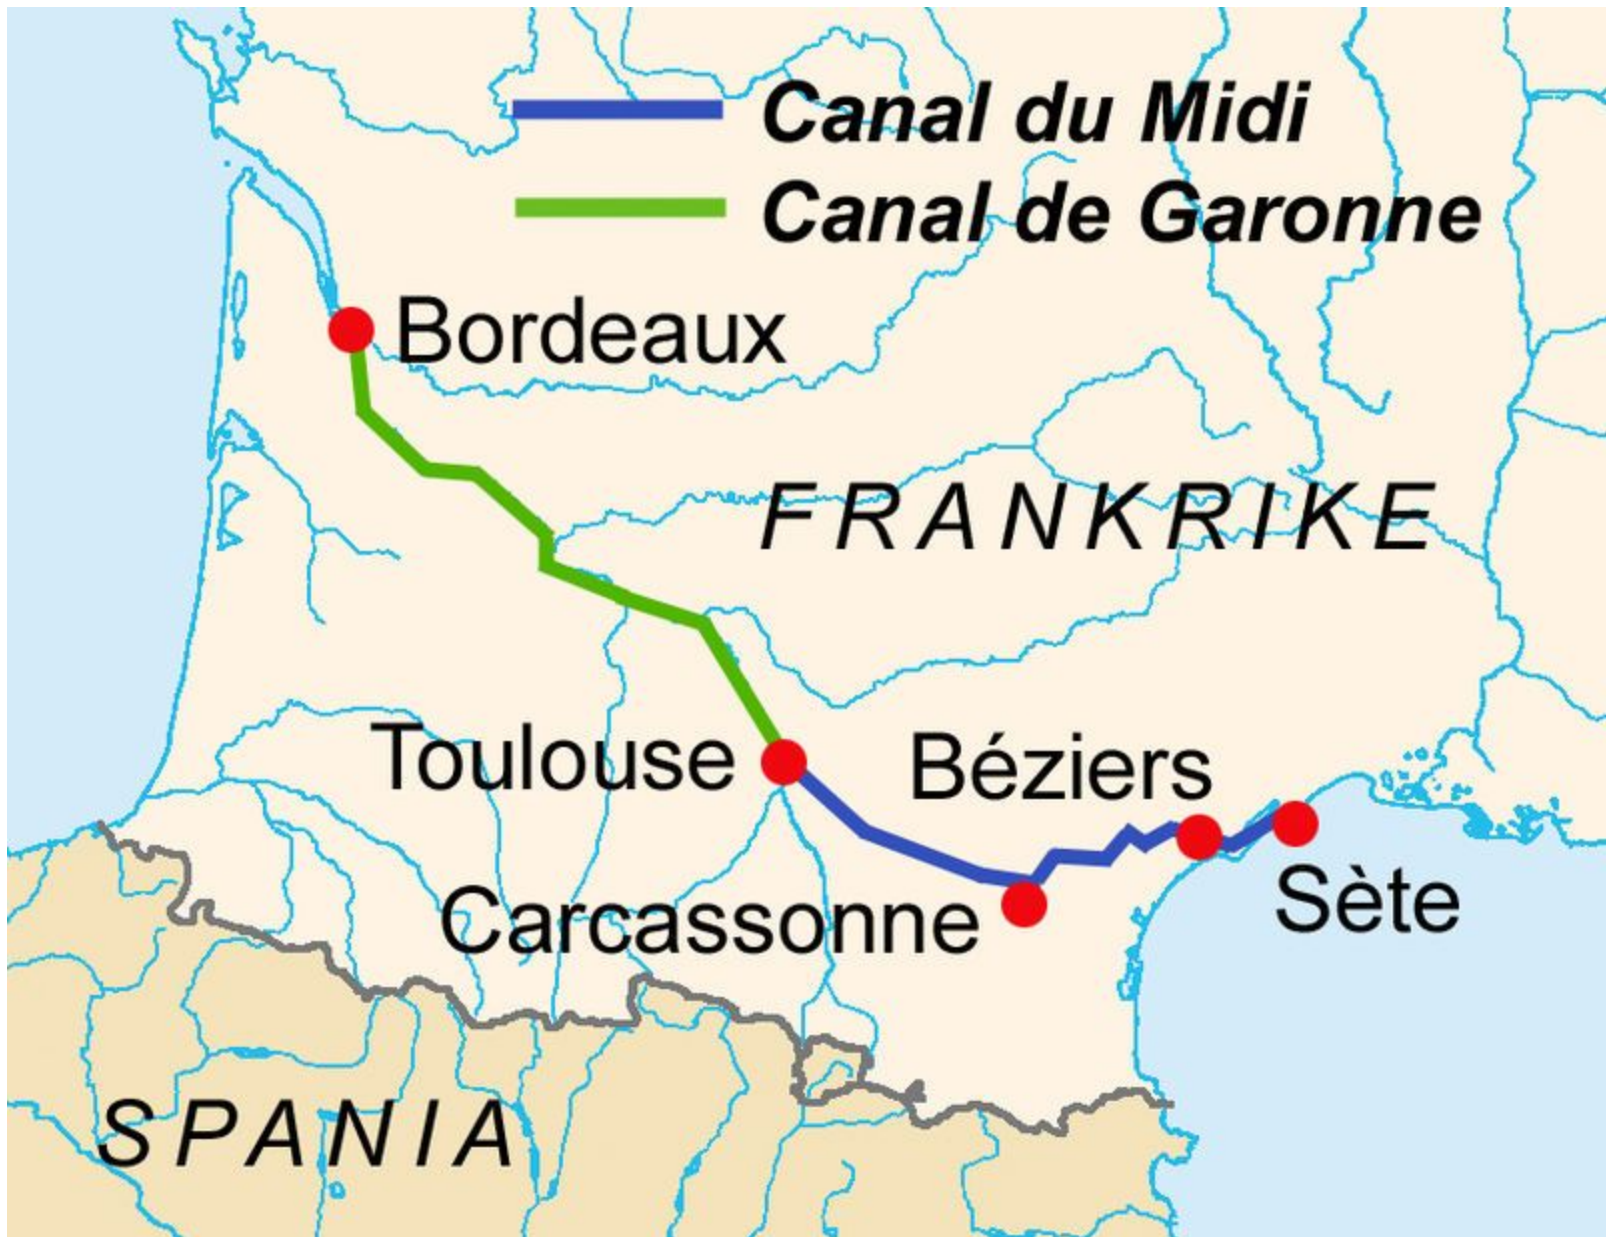 Canal du Midi
Canal de Garonne
Bordeaux
FRANKRIKE
Toulouse
Béziers
Carcassonne
Sète
SPANIA